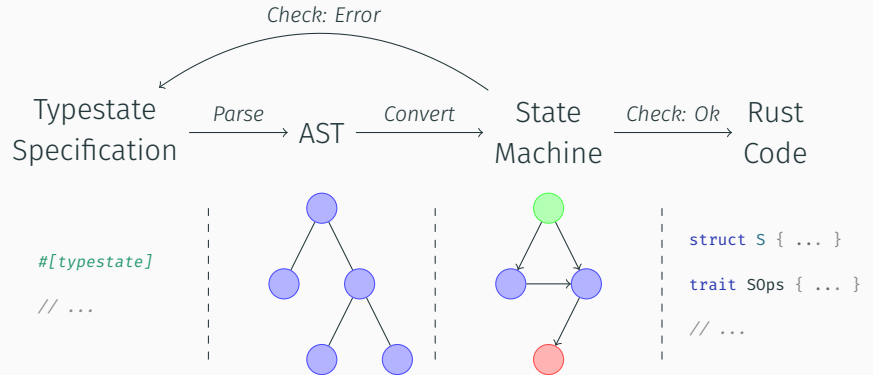 Check: Error
Typestate
Specification
Parse
AST
Convert
State
Machine
Check: Ok
Rust
Code
#[typestate]
// ...
struct S { ... }
trait SOps { ... }
// ...